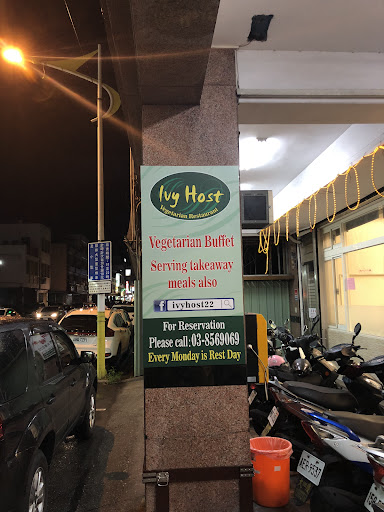 Ivy Host
Vegetarian Restaurant
Vegetarian Buffet
Serving takeaway
meals also
f ivyhost22
For Reservation
Please call:03-8569069
Every Monday is Rest Day